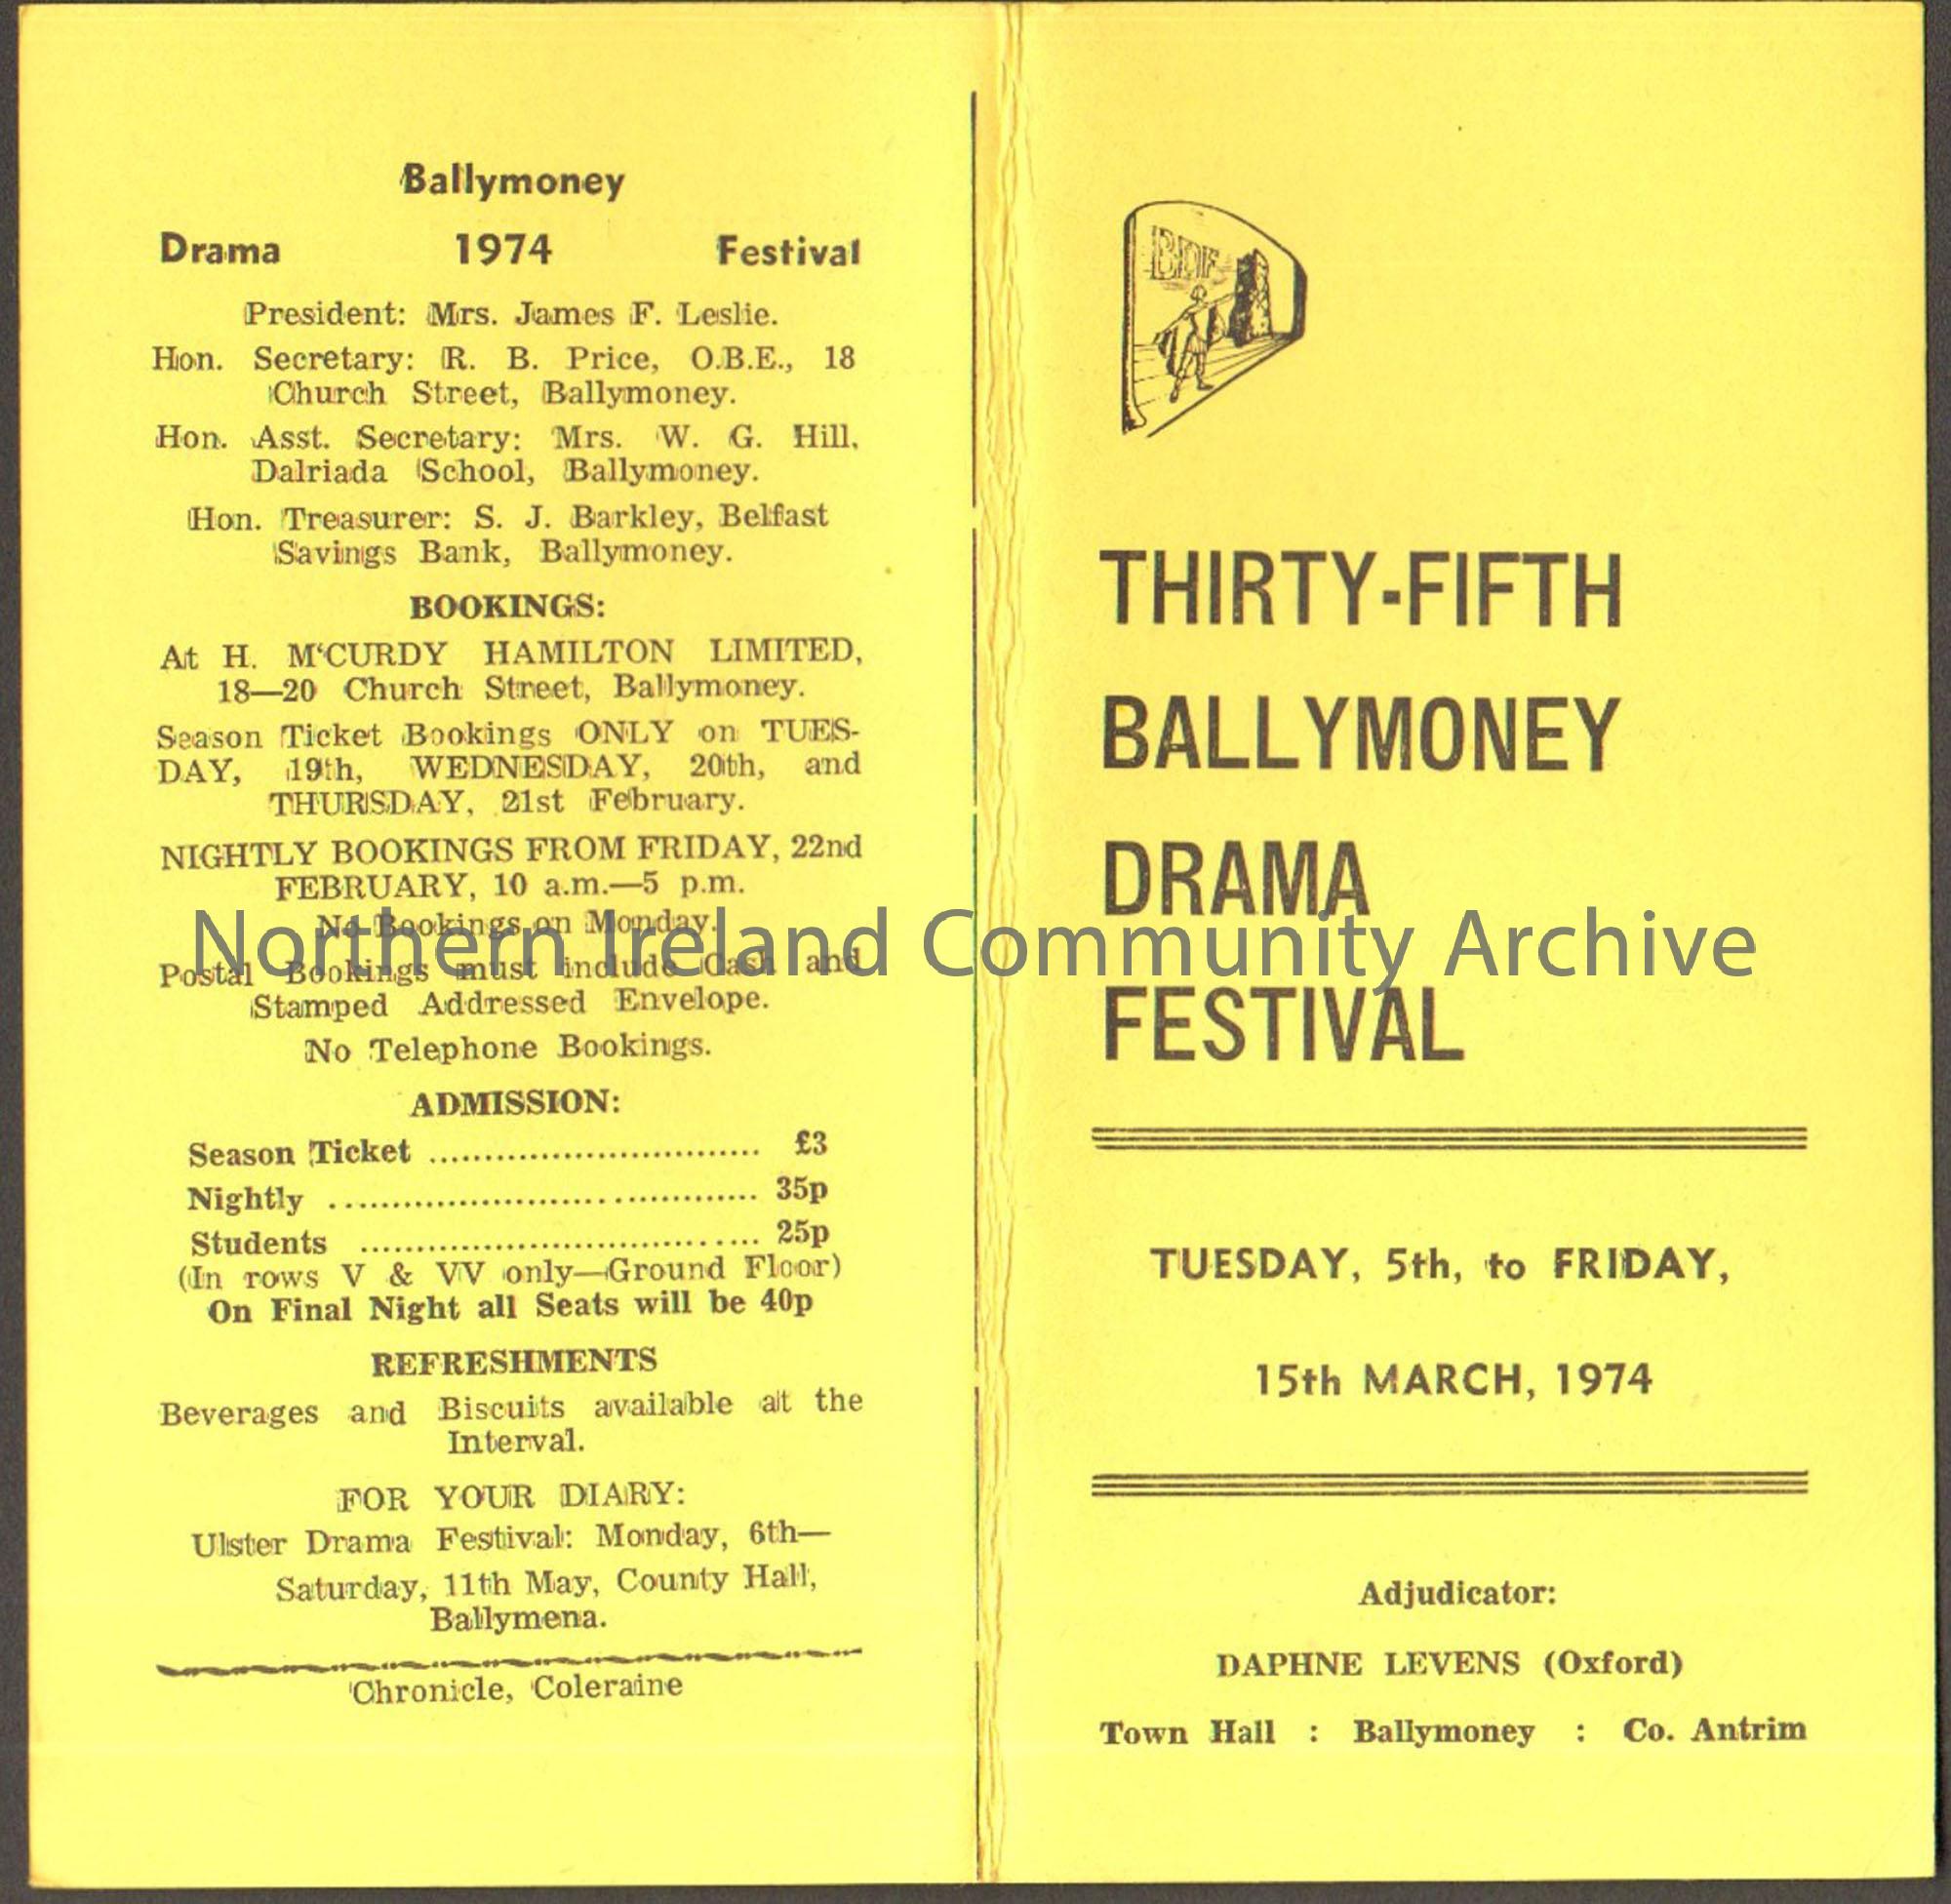 Ballymoney
Drama 1974 Festival
President: Mrs. James F. Leslie.
Hon. Secretary: R. B. Price, O.B.E., 18
Church Street, Ballymoney.
Hon. Asst. Secretary: Mrs. W. G. Hill,
Dalriada School, Ballymoney.
Hon. Treasurer: S. J. Barkley, Belfast
Savings Bank, Ballymoney.
BOOKINGS:
At H. M'CURDY HAMILTON LIMITED,
18—20 Church Street, Ballymoney.
Season Ticket Bookings ONLY on TUES-
DAY, 19th, WEDNESDAY, 20th, and
THURSDAY, 21st February.
NIGHTLY BOOKINGS FROM FRIDAY, 22nd
FEBRUARY, 10 a.m.—5 p.m.
No Bookings on Monday.
Postal Bookings must include Cash and
Stamped Addressed Envelope.
No Telephone Bookings.
ADMISSION:
Season Ticket .............................. £3
Nightly .................................... 35p
Students ................................... 25p
(In rows V & VV only—Ground Floor)
On Final Night all Seats will be 40p
REFRESHMENTS
Beverages and Biscuits available at the
Interval.
FOR YOUR DIARY:
Ulster Drama Festival: Monday, 6th—
Saturday, 11th May, County Hall,
Ballymena.
Chronicle, Coleraine
BDF
THIRTY-FIFTH
BALLYMONEY
DRAMA
FESTIVAL
TUESDAY, 5th, to FRIDAY,
15th MARCH, 1974
Adjudicator:
DAPHNE LEVENS (Oxford)
Town Hall : Ballymoney : Co. Antrim
Northern Ireland Community Archive